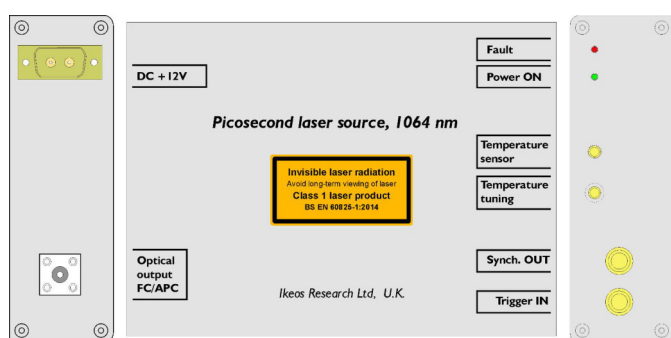 Fault
DC +12V
Power ON
Picosecond laser source, 1064 nm
Temperature
sensor
Invisible laser radiation
Avoid long-term viewing of laser
Class 1 laser product
BS EN 60825-1:2014
Temperature
tuning
Optical
output
FC/APC
Synch. OUT
Ikeos Research Ltd, U.K.
Trigger IN